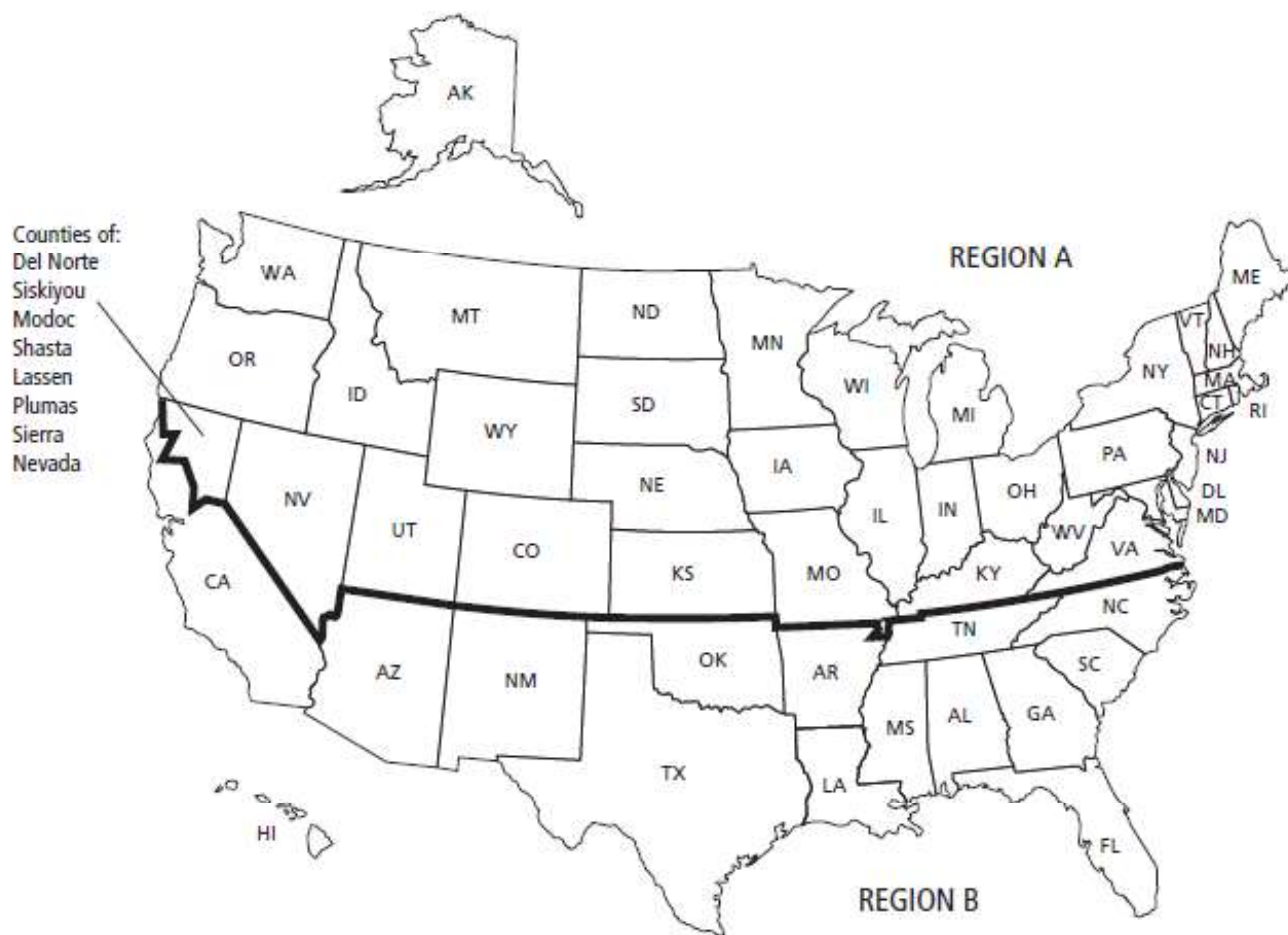 AK
Counties of:
Del Norte
Siskiyou
Modoc
Shasta
Lassen
Plumas
Sierra
Nevada
REGION A
WA
MT
ND
MN
ME
VT
NH
OR
ID
SD
WI
MI
NY
MA
CT
RI
WY
IA
PA
NJ
NE
NV
UT
CO
IL
IN
OH
DL
MD
WV
VA
KS
MO
KY
CA
NC
TN
AZ
NM
OK
AR
SC
MS
AL
GA
TX
LA
HI
FL
REGION B